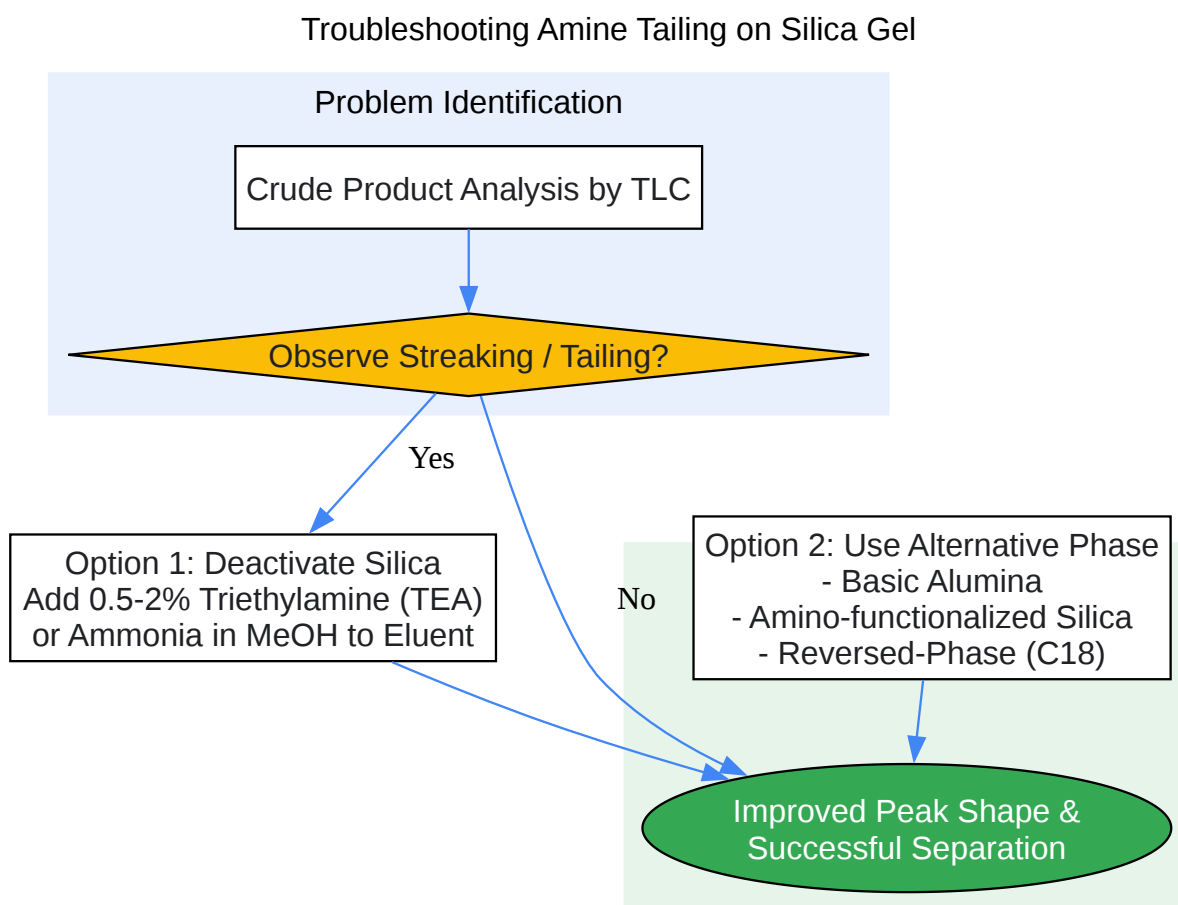 Troubleshooting Amine Tailing on Silica Gel
Problem Identification
Crude Product Analysis by TLC
Observe Streaking / Tailing?
Yes
Option 1: Deactivate Silica
Add 0.5-2% Triethylamine (TEA)
or Ammonia in MeOH to Eluent
No
Option 2: Use Alternative Phase
- Basic Alumina
- Amino-functionalized Silica
- Reversed-Phase (C18)
Improved Peak Shape &
Successful Separation